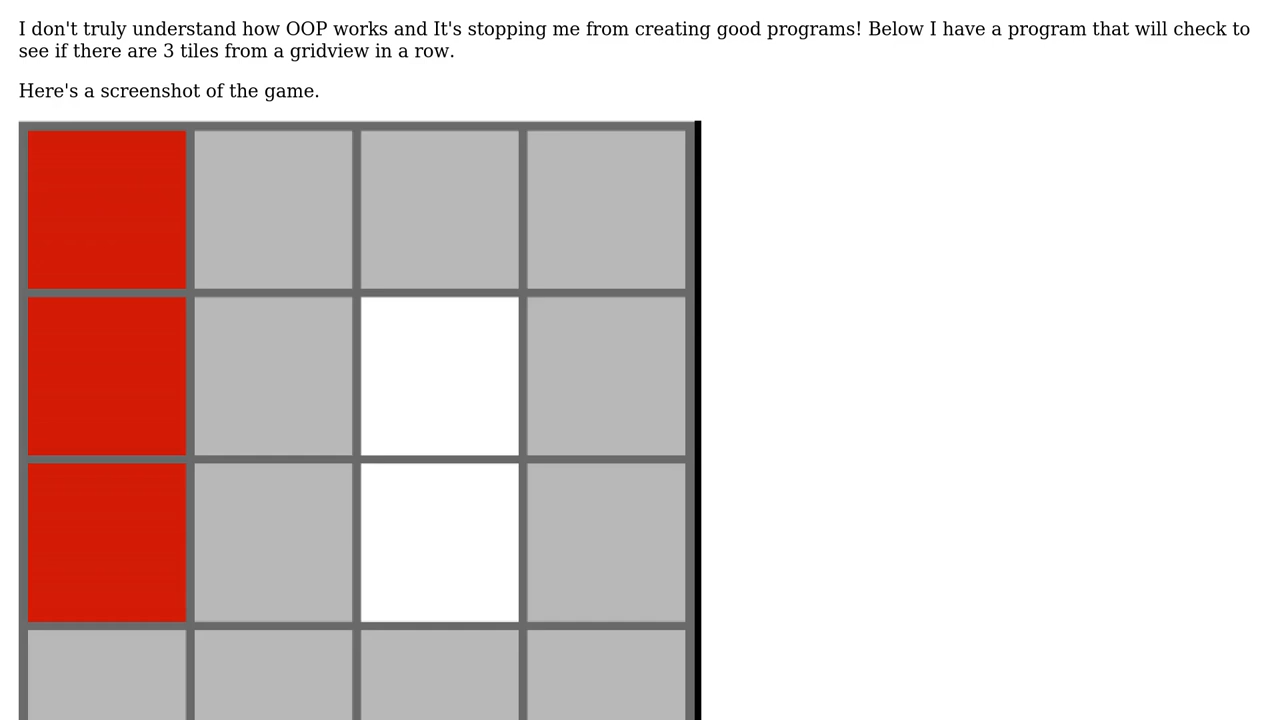 I don't truly understand how OOP works and It's stopping me from creating good programs! Below I have a program that will check to
see if there are 3 tiles from a gridview in a row.
Here's a screenshot of the game.